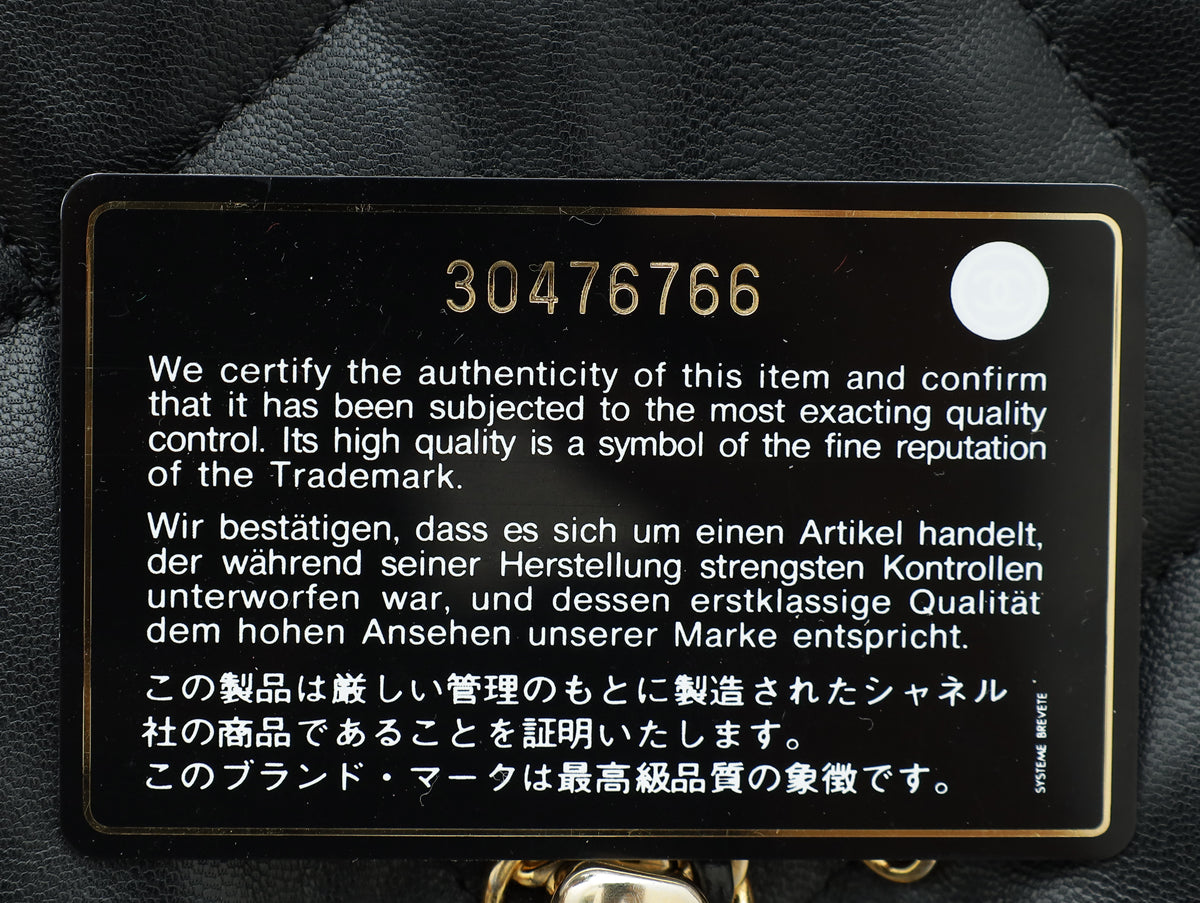 30476766
We certify the authenticity of this item and confirm
that it has been subjected to the most exacting quality
control. Its high quality is a symbol of the fine reputation
of the Trademark.
Wir bestätigen, dass es sich um einen Artikel handelt,
der während seiner Herstellung strengsten Kontrollen
unterworfen war, und dessen erstklassige Qualität
dem hohen Ansehen unserer Marke entspricht.
この製品は厳しい管理のもとに製造されたシャネル
社の商品であることを証明いたします。
このブランド・マークは最高級品質の象徴です。
SYSTEME BREVETE